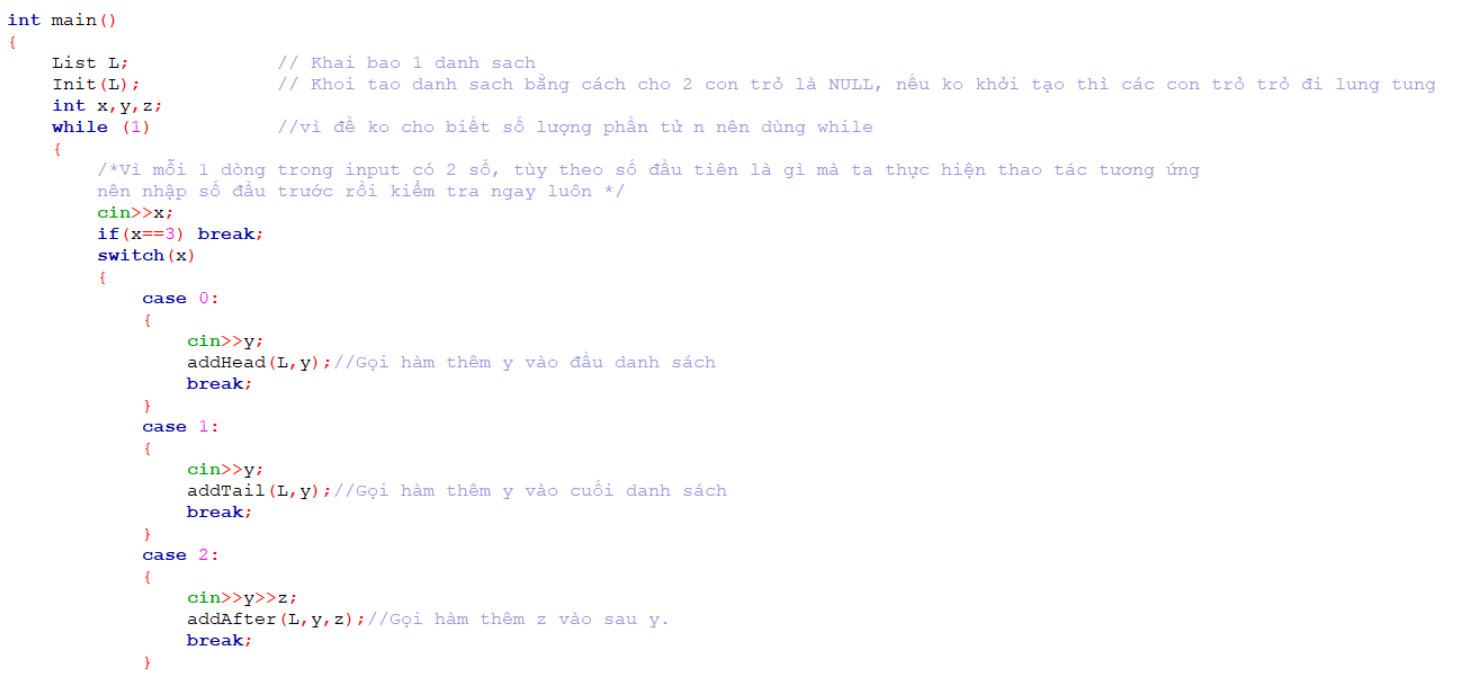 int main()
{
List L; // Khai bao 1 danh sach
Init(L); // Khoi tao danh sach bằng cách cho 2 con trỏ là NULL, nếu ko khởi tạo thì các con trỏ trỏ đi lung tung
int x,y,z;
while (1) //vì đề ko cho biết số lượng phần tử n nên dùng while
{
/*Vì mỗi 1 dòng trong input có 2 số, tùy theo số đầu tiên là gì mà ta thực hiện thao tác tương ứng
nên nhập số đầu trước rồi kiểm tra ngay luôn */
cin>>x;
if(x==3) break;
switch(x)
{
case 0:
{
cin>>y;
addHead(L,y);//Gọi hàm thêm y vào đầu danh sách
break;
}
case 1:
{
cin>>y;
addTail(L,y);//Gọi hàm thêm y vào cuối danh sách
break;
}
case 2:
{
cin>>y>>z;
addAfter(L,y,z);//Gọi hàm thêm z vào sau y.
break;
}